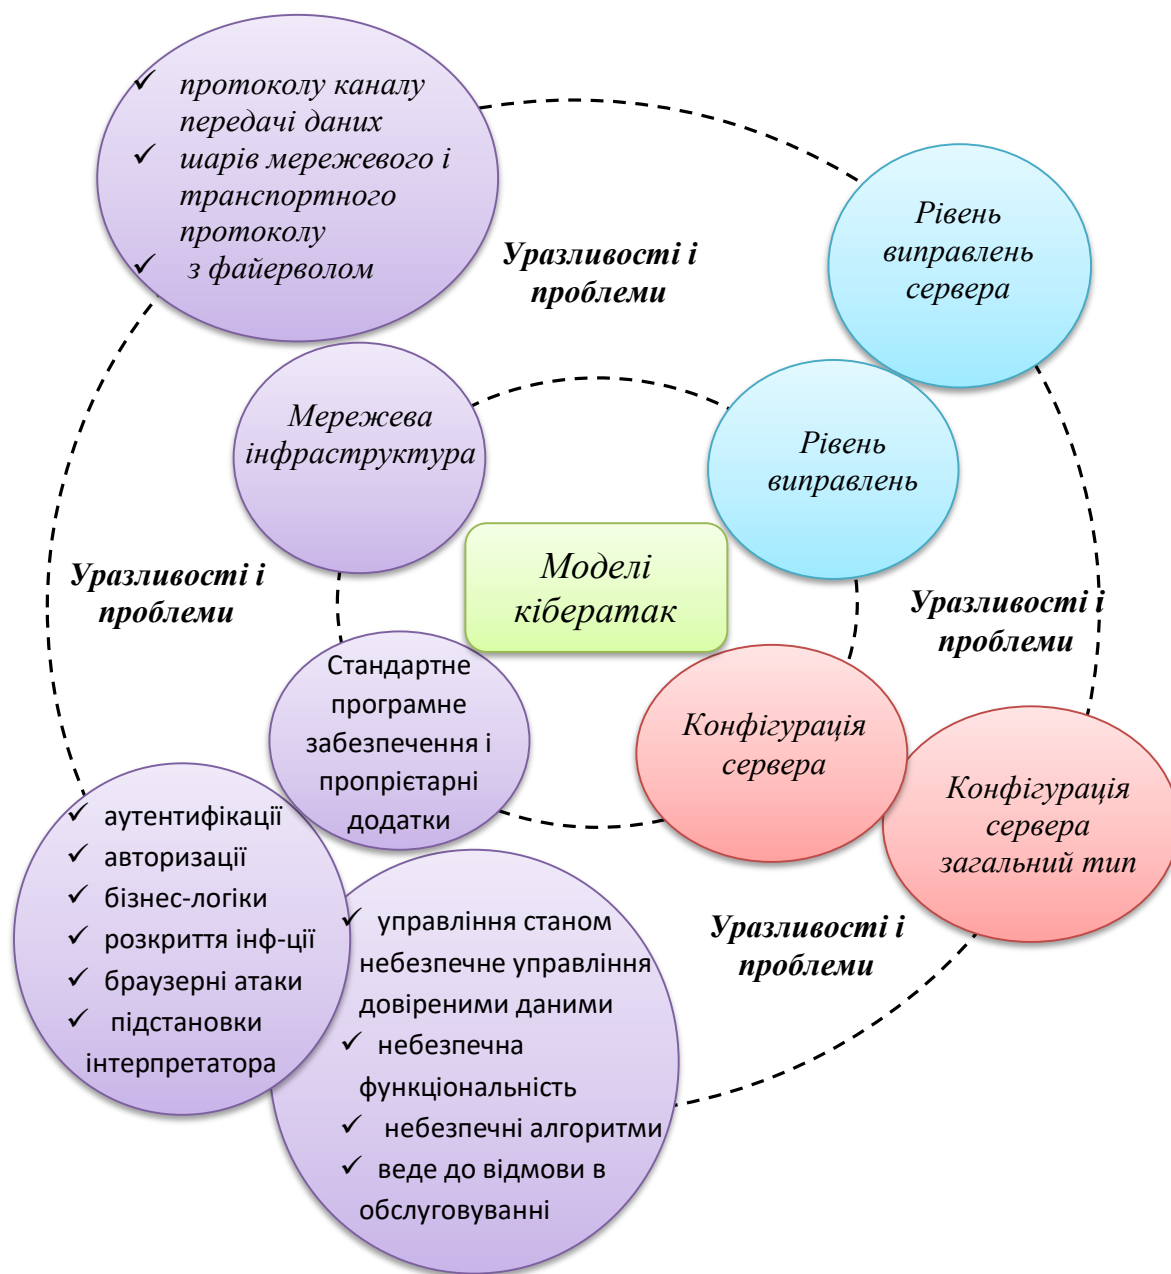 ✓ протоколу каналу
передачі даних
✓ шарів мережевого і
транспортного
протоколу
✓ з файерволом
Уразливості і
проблеми
Рівень
виправлень
сервера
Мережева
інфраструктура
Рівень
виправлень
Моделі
кібератак
Уразливості і
проблеми
Уразливості і
проблеми
Стандартне
програмне
забезпечення і
пропрієтарні
додатки
Конфігурація
сервера
Конфігурація
сервера
загальний тип
✓ аутентифікації
✓ авторизації
✓ бізнес-логіки
✓ розкриття інф-ції
✓ браузерні атаки
✓ підстановки
інтерпретатора
✓ управління станом
небезпечне управління
довіреними даними
✓ небезпечна
функціональність
✓ небезпечні алгоритми
✓ веде до відмови в
обслуговуванні
Уразливості і
проблеми